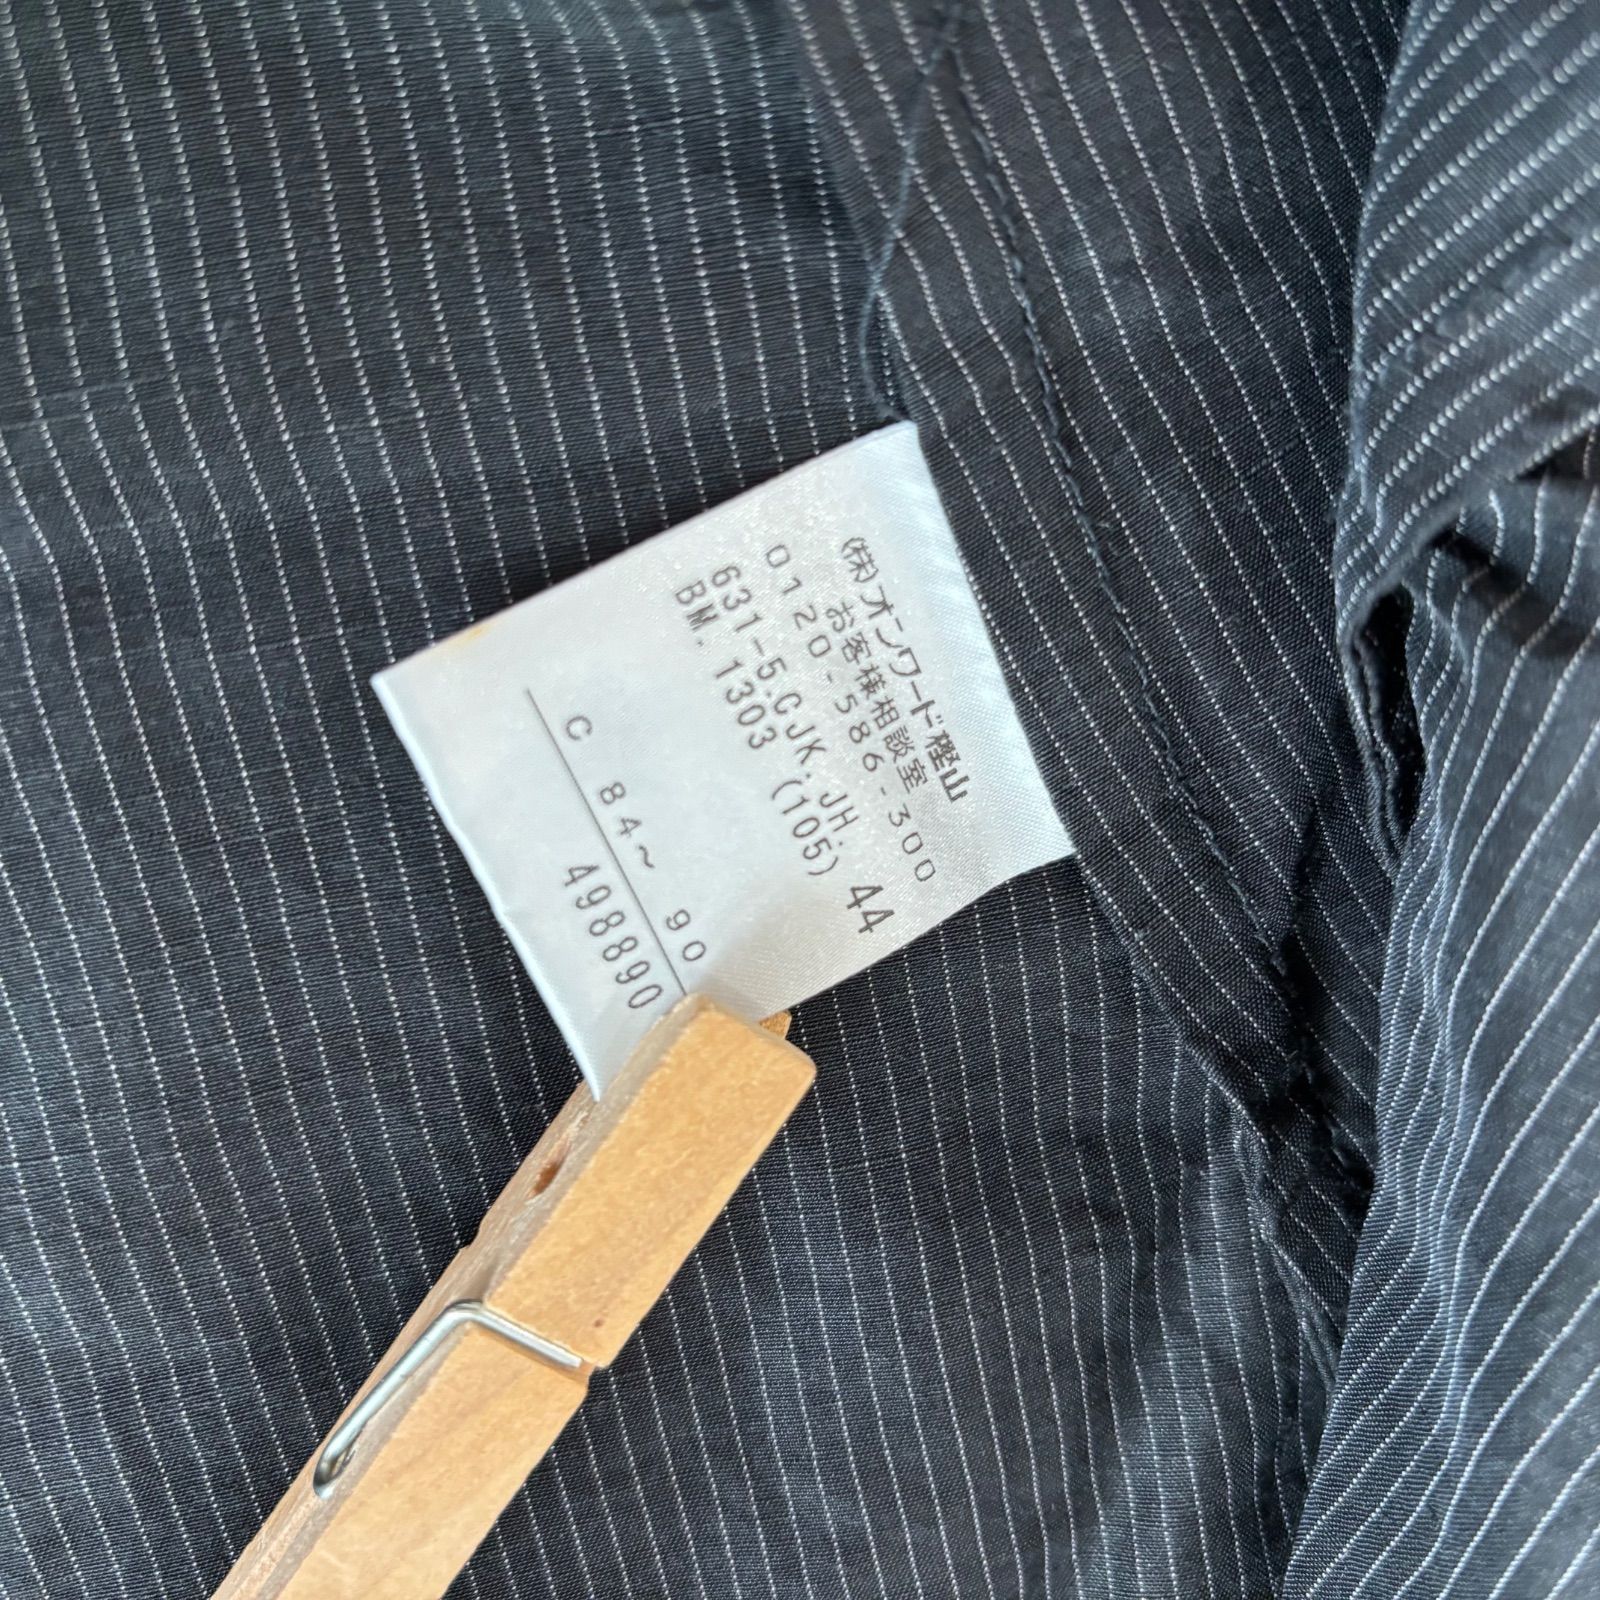 (株)オンワード樫山
お客様相談室
0120-586-300
631-5.CJK.JH. 44
BM. 1303 (105)
C 84~ 90
498890